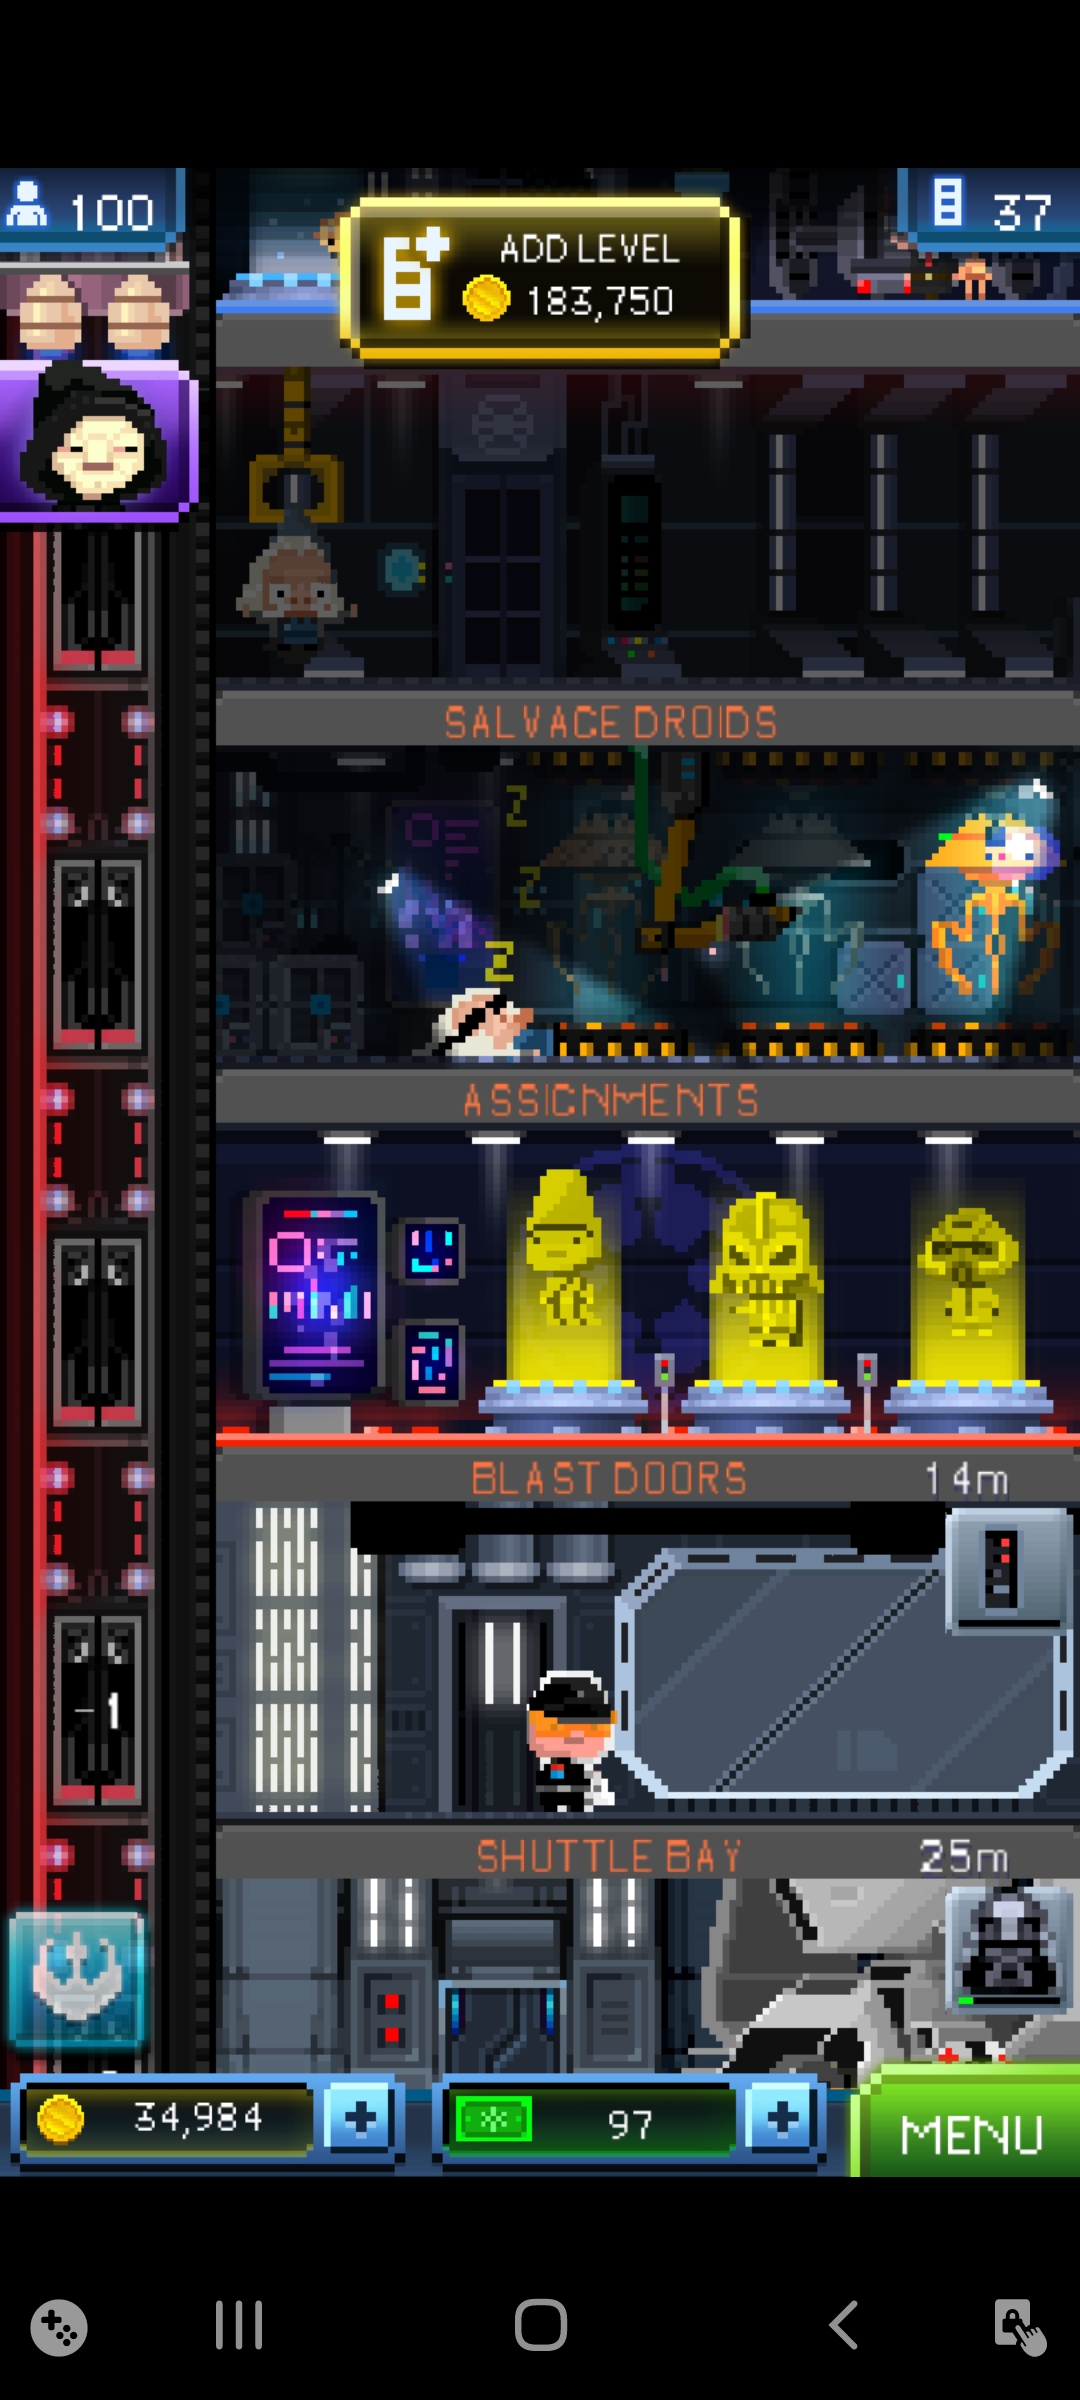 100
ADD LEVEL
183,750
37
SALVAGE DROIDS
Z
Z
Z
ASSIGNMENTS
BLAST DOORS 14m
-1
SHUTTLE BAY 25m
34,984
97
MENU